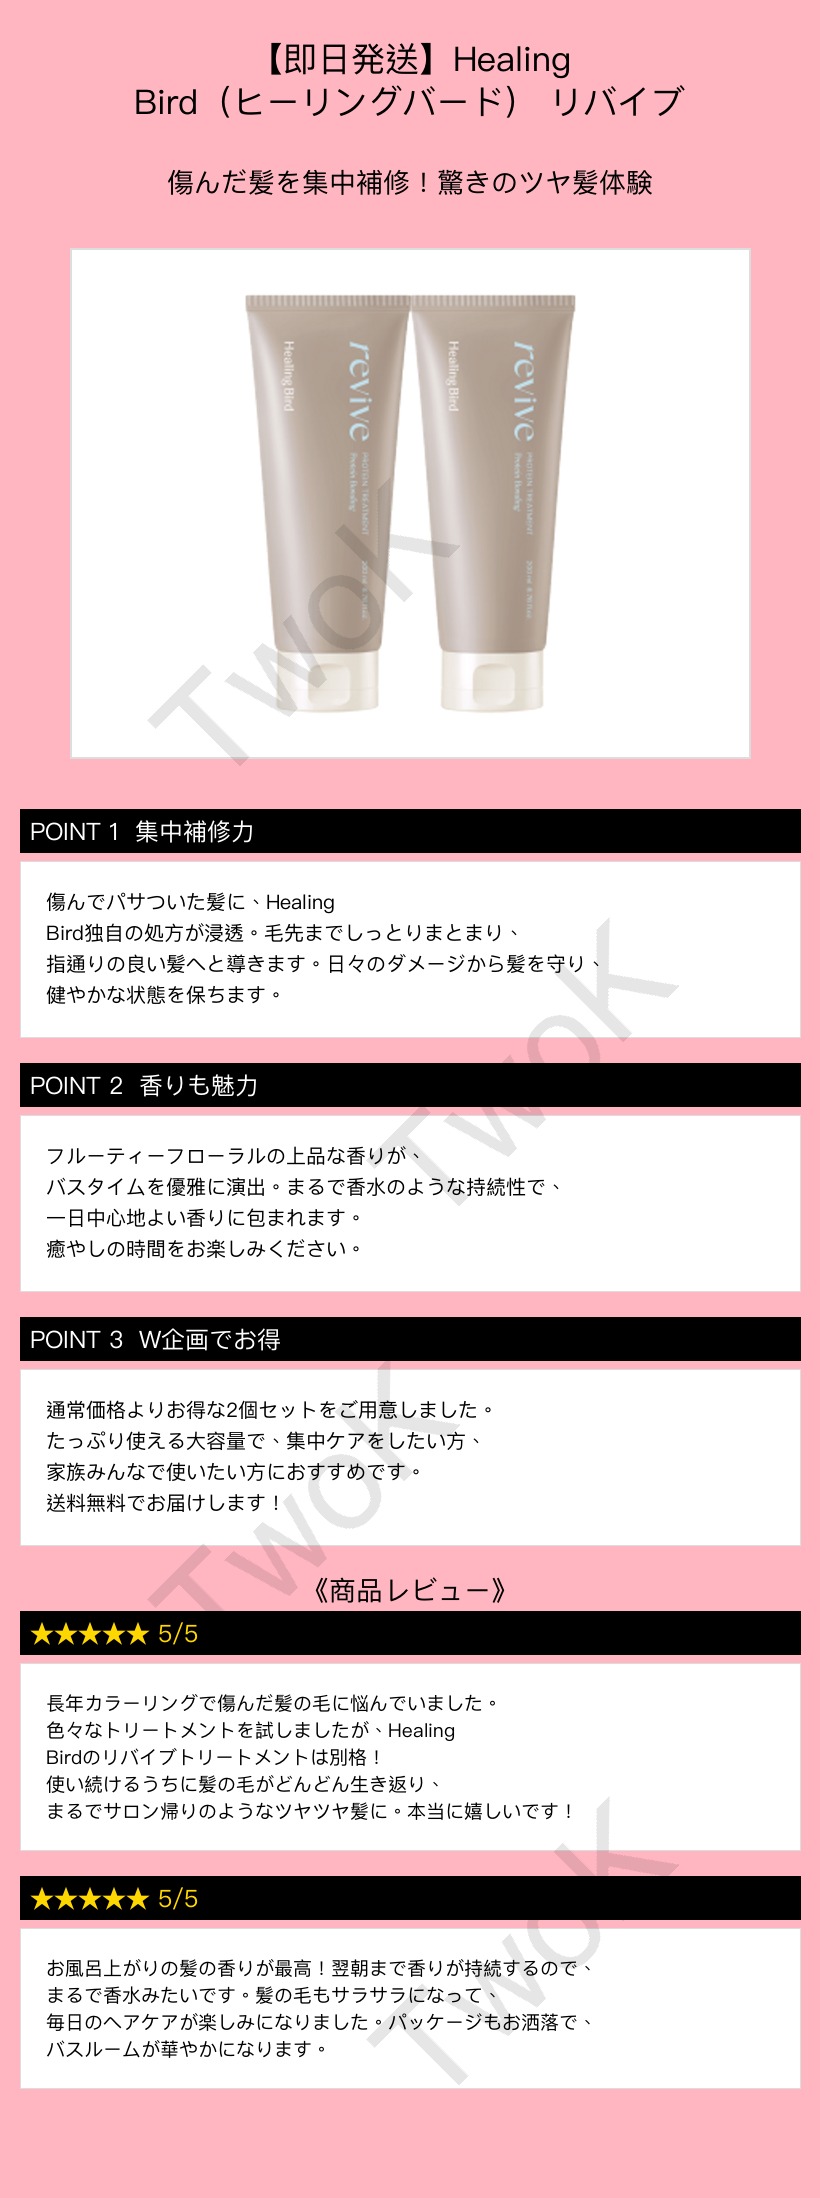 【即日発送】Healing
Bird（ヒーリングバード） リバイブ
傷んだ髪を集中補修！驚きのツヤ髪体験
Healing Bird
revive
PROTEIN TREATMENT
Protein Bonding
Healing Bird
revive
PROTEIN TREATMENT
Protein Bonding
TwoK
POINT 1 集中補修力
傷んでパサついた髪に、Healing
Bird独自の処方が浸透。毛先までしっとりまとまり、
指通りの良い髪へと導きます。日々のダメージから髪を守り、
健やかな状態を保ちます。
TwoK
POINT 2 香りも魅力
フルーティーフローラルの上品な香りが、
バスタイムを優雅に演出。まるで香水のような持続性で、
一日中心地よい香りに包まれます。
癒やしの時間をお楽しみください。
POINT 3 W企画でお得
通常価格よりお得な2個セットをご用意しました。
たっぷり使える大容量で、集中ケアをしたい方、
家族みんなで使いたい方におすすめです。
送料無料でお届けします！
TwoK
《商品レビュー》
★★★★★ 5/5
長年カラーリングで傷んだ髪の毛に悩んでいました。
色々なトリートメントを試しましたが、Healing
Birdのリバイブトリートメントは別格！
使い続けるうちに髪の毛がどんどん生き返り、
まるでサロン帰りのようなツヤツヤ髪に。本当に嬉しいです！
★★★★★ 5/5
お風呂上がりの髪の香りが最高！翌朝まで香りが持続するので、
まるで香水みたいです。髪の毛もサラサラになって、
毎日のヘアケアが楽しみになりました。パッケージもお洒落で、
バスルームが華やかになります。
TwoK